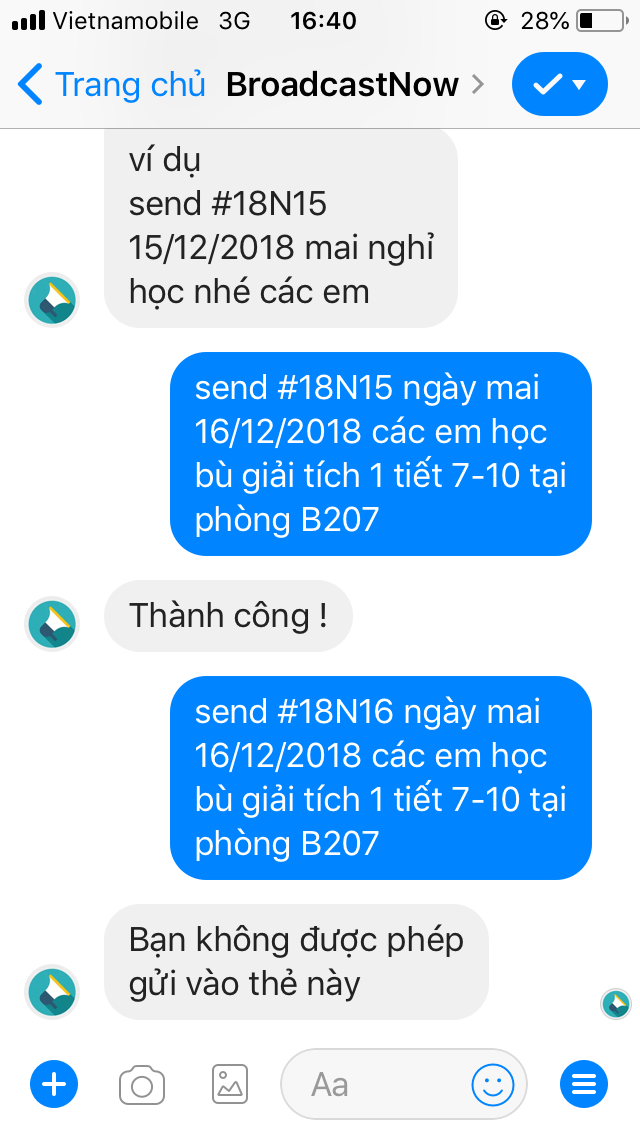 Vietnamobile 3G 16:40 28%
Trang chủ BroadcastNow
ví dụ
send #18N15
15/12/2018 mai nghỉ
học nhé các em
send #18N15 ngày mai
16/12/2018 các em học
bù giải tích 1 tiết 7-10 tại
phòng B207
Thành công !
send #18N16 ngày mai
16/12/2018 các em học
bù giải tích 1 tiết 7-10 tại
phòng B207
Bạn không được phép
gửi vào thẻ này
Aa